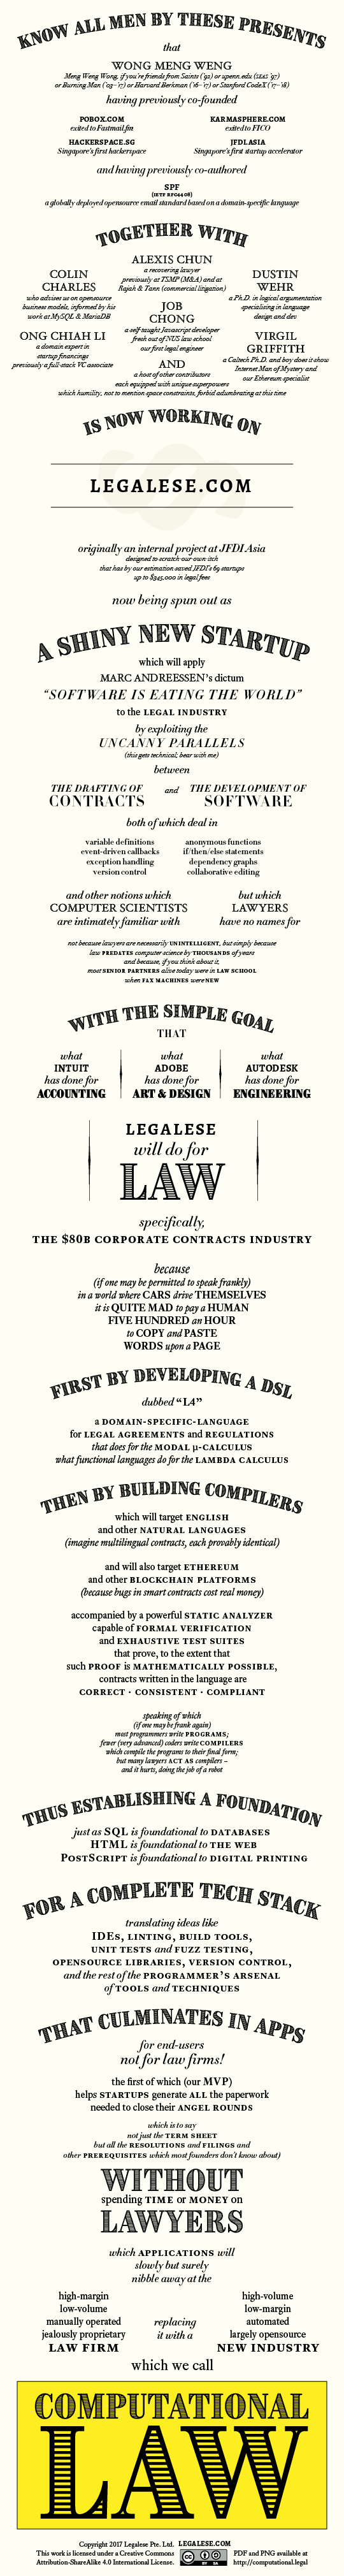 KNOW ALL MEN BY THESE PRESENTS
that
WONG MENG WENG
Meng Weng Wong, if you're friends from Saints ('92) or upenn.edu (SEAS '97)
or Burning Man ('03–'17) or Harvard Berkman ('16–'17) or Stanford CodeX ('17–'18)
having previously co-founded
POBOX.COM
exited to Fastmail.fm
KARMASPHERE.COM
exited to FICO
HACKERSPACE.SG
Singapore's first hackerspace
JFDI.ASIA
Singapore's first startup accelerator
and having previously co-authored
SPF
(IETF RFC4408)
a globally deployed opensource email standard based on a domain-specific language
TOGETHER WITH
ALEXIS CHUN
a recovering lawyer
previously at TSMP (M&A) and at
Rajah & Tann (commercial litigation)
COLIN
CHARLES
who advises us on opensource
business models, informed by his
work at MySQL & MariaDB
DUSTIN
WEHR
a Ph.D. in logical argumentation
specialising in language
design and dev
JOB
CHONG
a self-taught Javascript developer
fresh out of NUS law school
our first legal engineer
ONG CHIAH LI
a domain expert in
startup financings
previously a full-stack VC associate
VIRGIL
GRIFFITH
a Caltech Ph.D. and boy does it show
Internet Man of Mystery and
our Ethereum specialist
AND
a host of other contributors
each equipped with unique superpowers
which humility, not to mention space constraints, forbid adumbrating at this time
IS NOW WORKING ON
LEGALESE.COM
originally an internal project at JFDI Asia
designed to scratch our own itch
that has by our estimation saved JFDI's 69 startups
up to $345,000 in legal fees
now being spun out as
A SHINY NEW STARTUP
which will apply
MARC ANDREESSEN's dictum
"SOFTWARE IS EATING THE WORLD"
to the LEGAL INDUSTRY
by exploiting the
UNCANNY PARALLELS
(this gets technical; bear with me)
between
THE DRAFTING OF
CONTRACTS
and
THE DEVELOPMENT OF
SOFTWARE
both of which deal in
variable definitions
event-driven callbacks
exception handling
version control
anonymous functions
if/then/else statements
dependency graphs
collaborative editing
and other notions which
COMPUTER SCIENTISTS
are intimately familiar with
but which
LAWYERS
have no names for
not because lawyers are necessarily UNINTELLIGENT, but simply because
law PREDATES computer science by THOUSANDS of years
and because, if you think about it,
most SENIOR PARTNERS alive today were in LAW SCHOOL
when FAX MACHINES were NEW
WITH THE SIMPLE GOAL
THAT
what
INTUIT
has done for
ACCOUNTING
what
ADOBE
has done for
ART & DESIGN
what
AUTODESK
has done for
ENGINEERING
LEGALESE
will do for
LAW
specifically,
THE $80B CORPORATE CONTRACTS INDUSTRY
because
(if one may be permitted to speak frankly)
in a world where CARS drive THEMSELVES
it is QUITE MAD to pay a HUMAN
FIVE HUNDRED an HOUR
to COPY and PASTE
WORDS upon a PAGE
FIRST BY DEVELOPING A DSL
dubbed "L4"
a DOMAIN-SPECIFIC-LANGUAGE
for LEGAL AGREEMENTS and REGULATIONS
that does for the MODAL μ-CALCULUS
what functional languages do for the LAMBDA CALCULUS
THEN BY BUILDING COMPILERS
which will target ENGLISH
and other NATURAL LANGUAGES
(imagine multilingual contracts, each provably identical)
and will also target ETHEREUM
and other BLOCKCHAIN PLATFORMS
(because bugs in smart contracts cost real money)
accompanied by a powerful STATIC ANALYZER
capable of FORMAL VERIFICATION
and EXHAUSTIVE TEST SUITES
that prove, to the extent that
such PROOF is MATHEMATICALLY POSSIBLE,
contracts written in the language are
CORRECT · CONSISTENT · COMPLIANT
speaking of which
(if one may be frank again)
most programmers write PROGRAMS;
fewer (very advanced) coders write COMPILERS
which compile the programs to their final form;
but many lawyers ACT AS compilers –
and it hurts, doing the job of a robot
THUS ESTABLISHING A FOUNDATION
just as SQL is foundational to DATABASES
HTML is foundational to THE WEB
POSTSCRIPT is foundational to DIGITAL PRINTING
FOR A COMPLETE TECH STACK
translating ideas like
IDES, LINTING, BUILD TOOLS,
UNIT TESTS and FUZZ TESTING,
OPENSOURCE LIBRARIES, VERSION CONTROL,
and the rest of the PROGRAMMER'S ARSENAL
of TOOLS and TECHNIQUES
THAT CULMINATES IN APPS
for end-users
not for law firms!
the first of which (our MVP)
helps STARTUPS generate ALL the paperwork
needed to close their ANGEL ROUNDS
which is to say
not just the TERM SHEET
but all the RESOLUTIONS and FILINGS and
other PREREQUISITES which most founders don't know about)
WITHOUT
spending TIME or MONEY on
LAWYERS
which APPLICATIONS will
slowly but surely
nibble away at the
high-margin
low-volume
manually operated
jealously proprietary
LAW FIRM
replacing
it with a
high-volume
low-margin
automated
largely opensource
NEW INDUSTRY
which we call
COMPUTATIONAL
LAW
Copyright 2017 Legalese Pte. Ltd. LEGALESE.COM
This work is licensed under a Creative Commons
Attribution-ShareAlike 4.0 International License.
CC BY SA
PDF and PNG available at
http://computational.legal